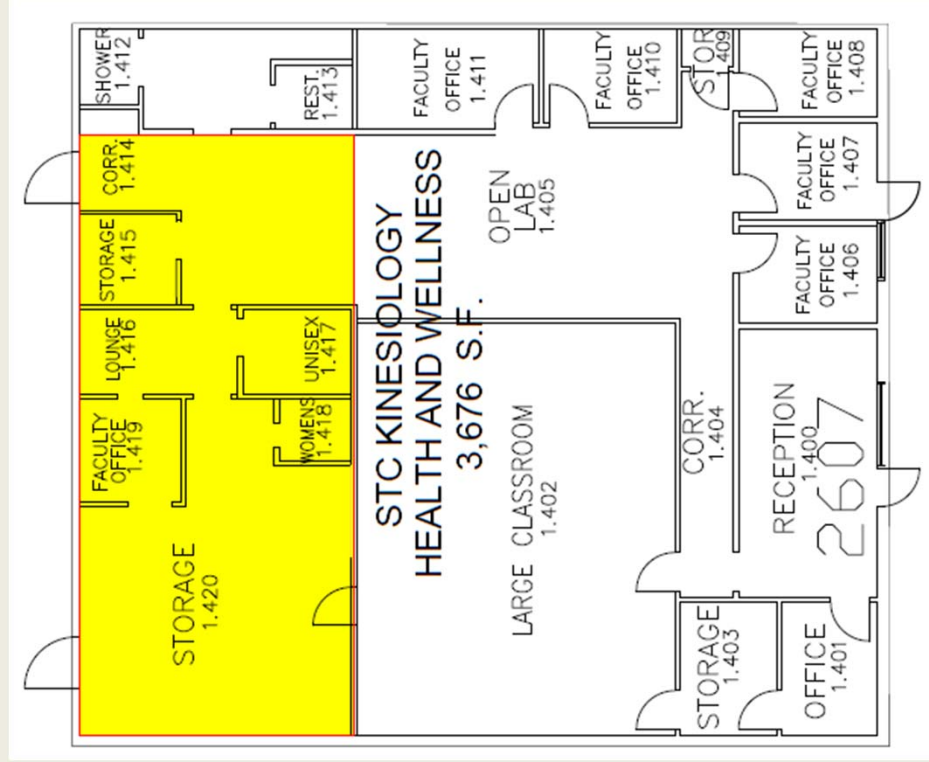 SHOWER
1.412
REST.
1.413
FACULTY
OFFICE
1.411
FACULTY
OFFICE
1.410
STOR
1.409
FACULTY
OFFICE
1.408
CORR.
1.414
STORAGE
1.415
LOUNGE
1.416
UNISEX
1.417
FACULTY
OFFICE
1.419
WOMENS
1.418
STORAGE
1.420
STC KINESIOLOGY
HEALTH AND WELLNESS
3,676 S.F.
OPEN
LAB
1.405
FACULTY
OFFICE
1.407
FACULTY
OFFICE
1.406
LARGE CLASSROOM
1.402
CORR.
1.404
RECEPTION
1.400
2607
STORAGE
1.403
OFFICE
1.401